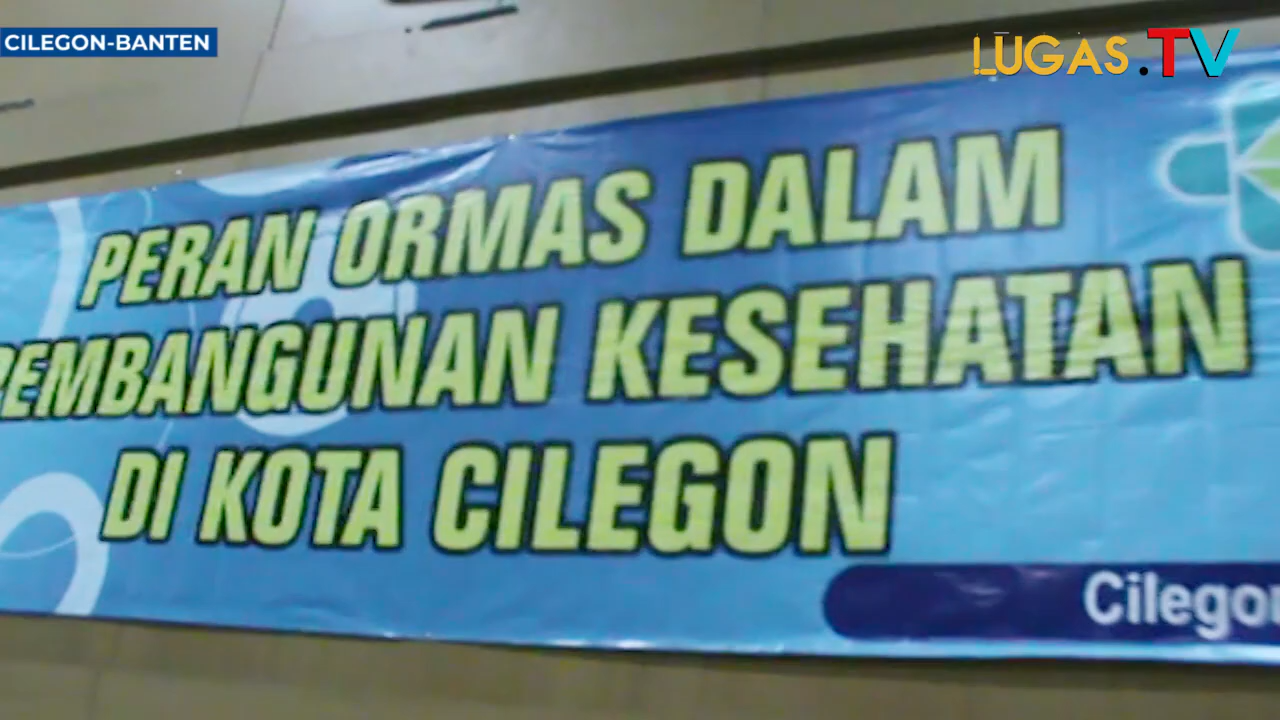 CILEGON-BANTEN
LUGAS.TV
PERAN ORMAS DALAM
PEMBANGUNAN KESEHATAN
DI KOTA CILEGON
Cilegon